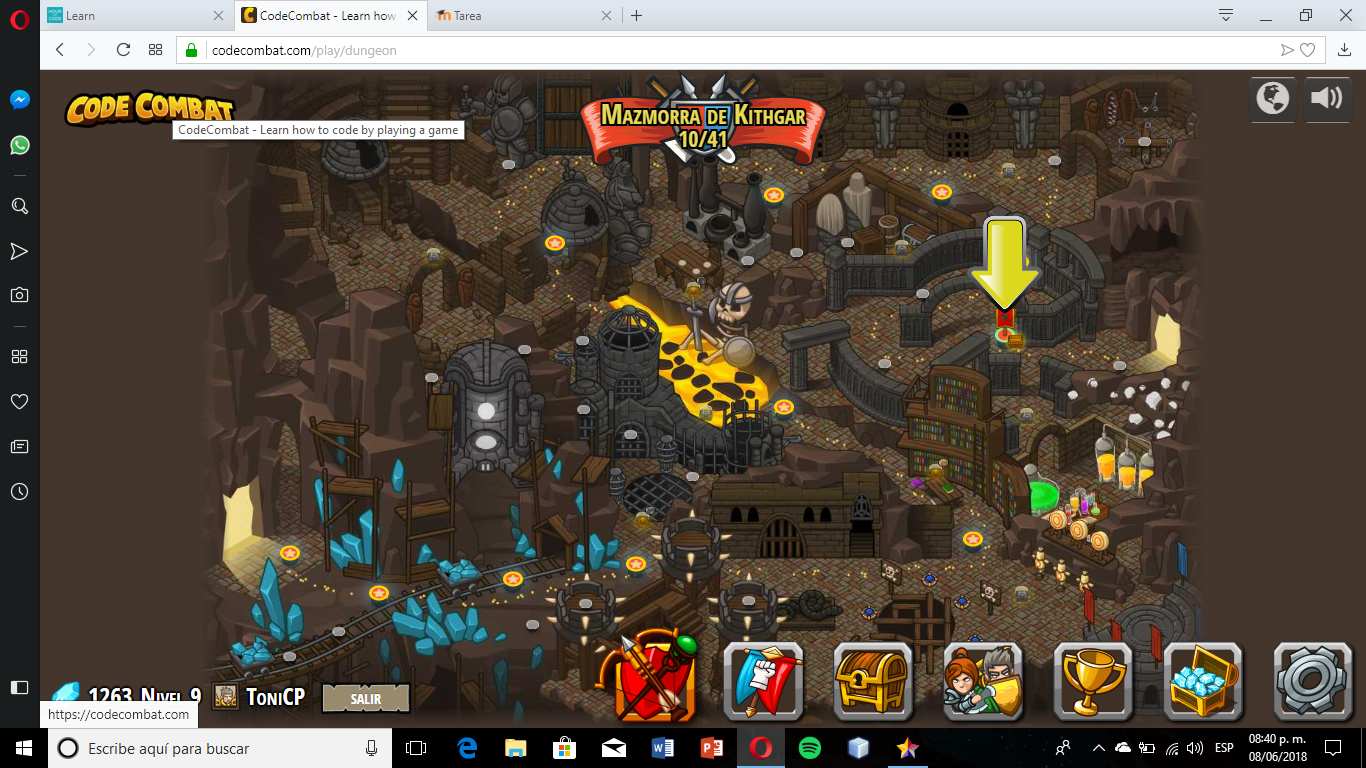 Learn
CodeCombat - Learn how
Tarea
codecombat.com/play/dungeon
CODE COMBAT
CodeCombat - Learn how to code by playing a game
Mazmorra de Kithgar
10/41
1263 Nivel 9
ToniCP
SALIR
https://codecombat.com
Escribe aquí para buscar
ESP
08:40 p. m.
08/06/2018